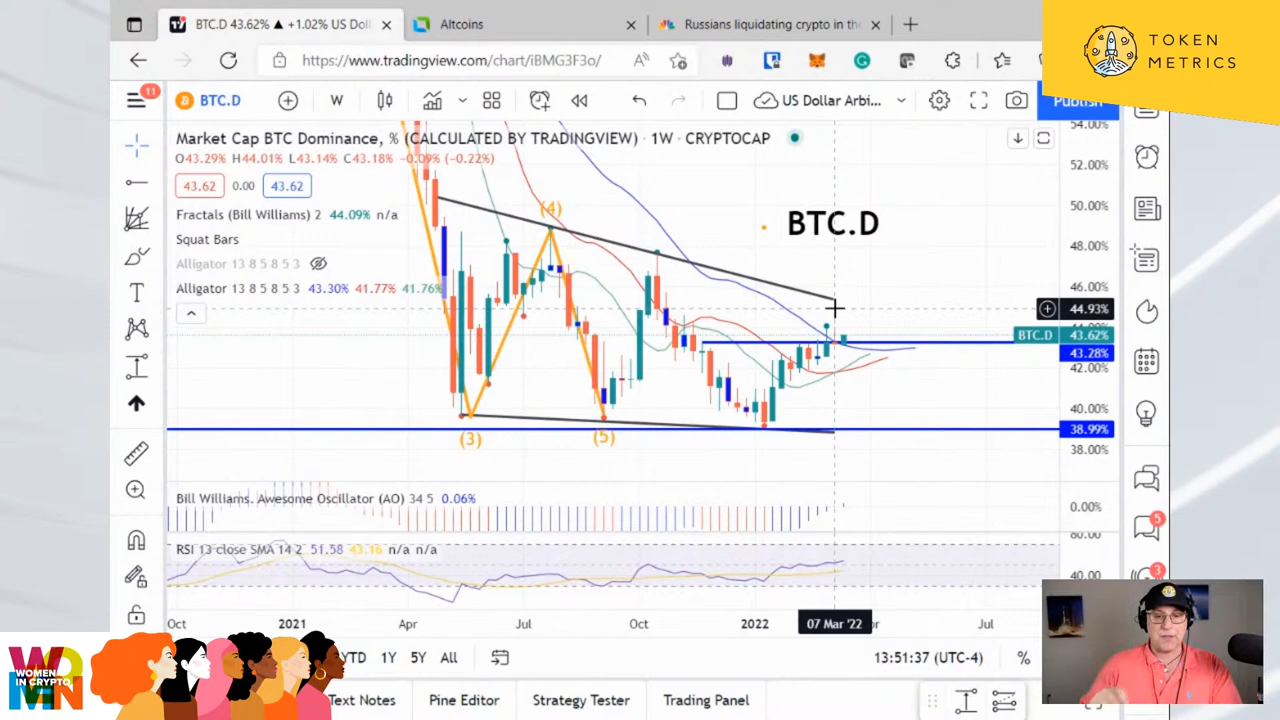 BTC.D 43.62% ▲ +1.02% US Doll
Altcoins
Russians liquidating crypto in the
TOKEN
METRICS
https://www.tradingview.com/chart/iBMG3F3o/
11
BTC.D
W
US Dollar Arbi...
Publish
Market Cap BTC Dominance, % (CALCULATED BY TRADINGVIEW) · 1W · CRYPTOCAP
O43.29% H44.01% L43.14% C43.18% -0.09% (-0.22%)
43.62 0.00 43.62
Fractals (Bill Williams) 2 44.09% n/a
Squat Bars
Alligator 13 8 5 8 5 3
Alligator 13 8 5 8 5 3 43.30% 41.77% 41.76%
(4)
BTC.D
(3)
(5)
54.00%
52.00%
50.00%
48.00%
46.00%
44.93%
BTC.D 43.62%
43.28%
42.00%
40.00%
38.99%
38.00%
Bill Williams. Awesome Oscillator (AO) 34 5 0.06%
0.00%
RSI 13 close SMA 14 2 51.58 43.16 n/a n/a
80.00
40.00
5
3
Oct 2021 Apr Jul Oct 2022 07 Mar '22 Jul
YTD 1Y 5Y All
13:51:37 (UTC-4) %
Text Notes Pine Editor Strategy Tester Trading Panel
WOMEN
WOMEN
IN CRYPTO